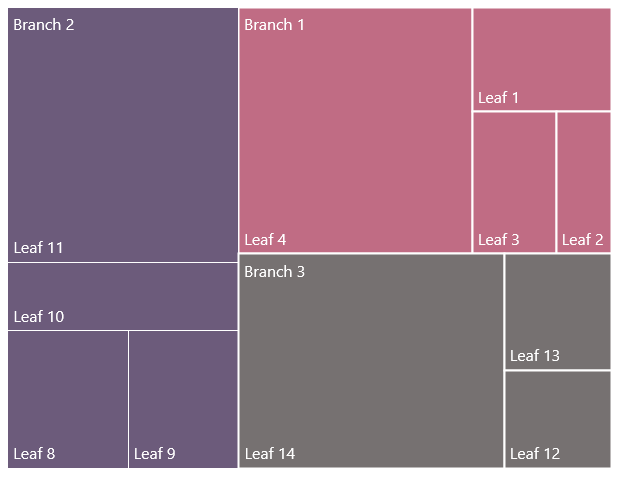 Branch 2
Leaf 11
Leaf 10
Leaf 8
Leaf 9
Branch 1
Leaf 4
Leaf 1
Leaf 3
Leaf 2
Branch 3
Leaf 14
Leaf 13
Leaf 12